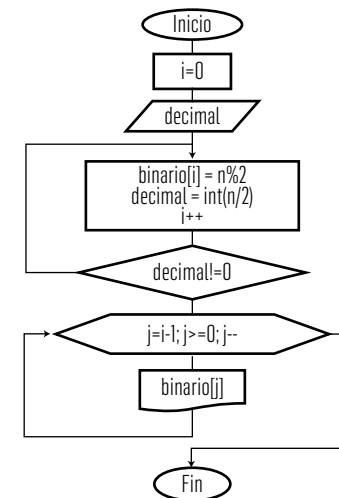 Inicio
i=0
decimal
binario[i] = n%2
decimal = int(n/2)
i++
decimal!=0
j=i-1; j>=0; j--
binario[j]
Fin